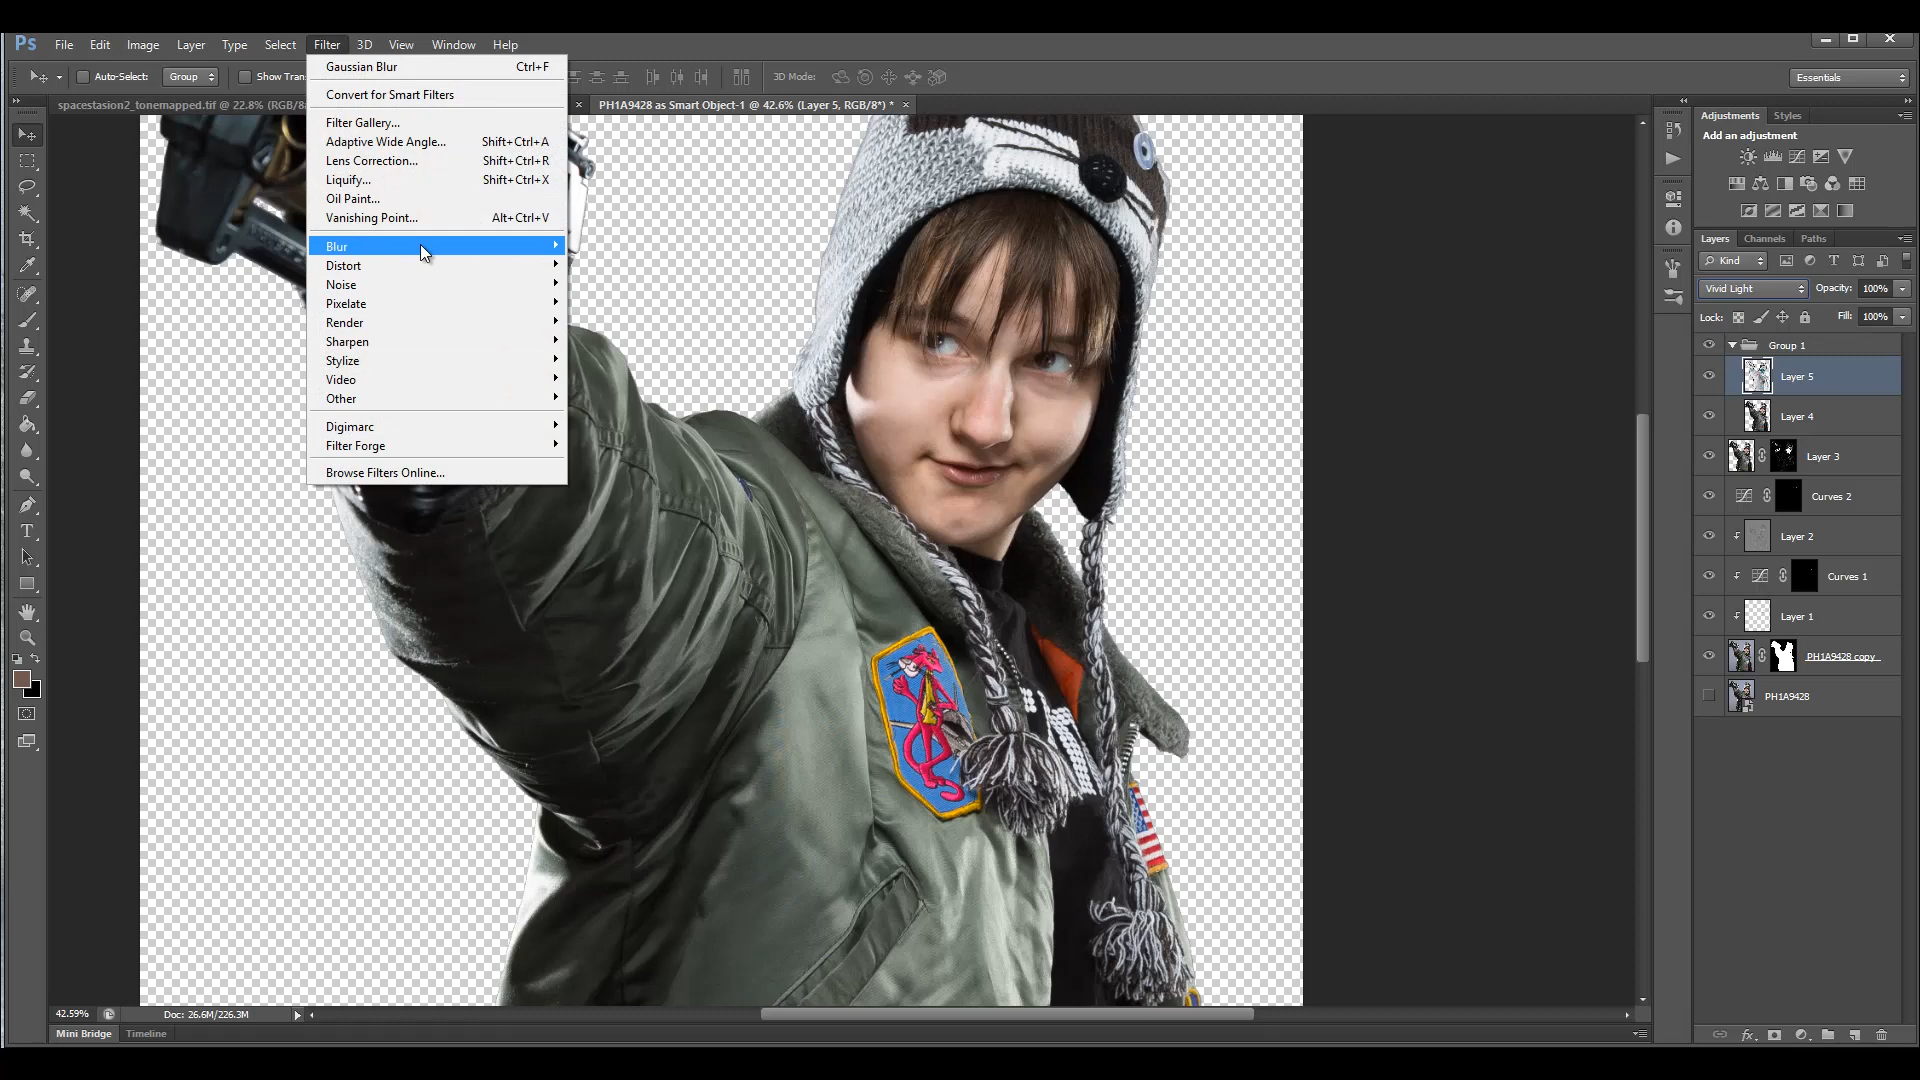 Ps File Edit Image Layer Type Select Filter 3D View Window Help
Auto-Select: Group Show Tran 3D Mode: Essentials
spacestasion2_tonemapped.tif @ 22.8% (RGB/8 PH1A9428 as Smart Object-1 @ 42.6% (Layer 5, RGB/8*) *
Gaussian Blur Ctrl+F
Convert for Smart Filters
Filter Gallery...
Adaptive Wide Angle... Shift+Ctrl+A
Lens Correction... Shift+Ctrl+R
Liquify... Shift+Ctrl+X
Oil Paint...
Vanishing Point... Alt+Ctrl+V
Blur
Distort
Noise
Pixelate
Render
Sharpen
Stylize
Video
Other
Digimarc
Filter Forge
Browse Filters Online...
Adjustments Styles
Add an adjustment
Layers Channels Paths
Kind
Vivid Light Opacity: 100%
Lock: Fill: 100%
Group 1
Layer 5
Layer 4
Layer 3
Curves 2
Layer 2
Curves 1
Layer 1
PH1A9428 copy
PH1A9428
42.59% Doc: 26.6M/226.3M
Mini Bridge Timeline
fx